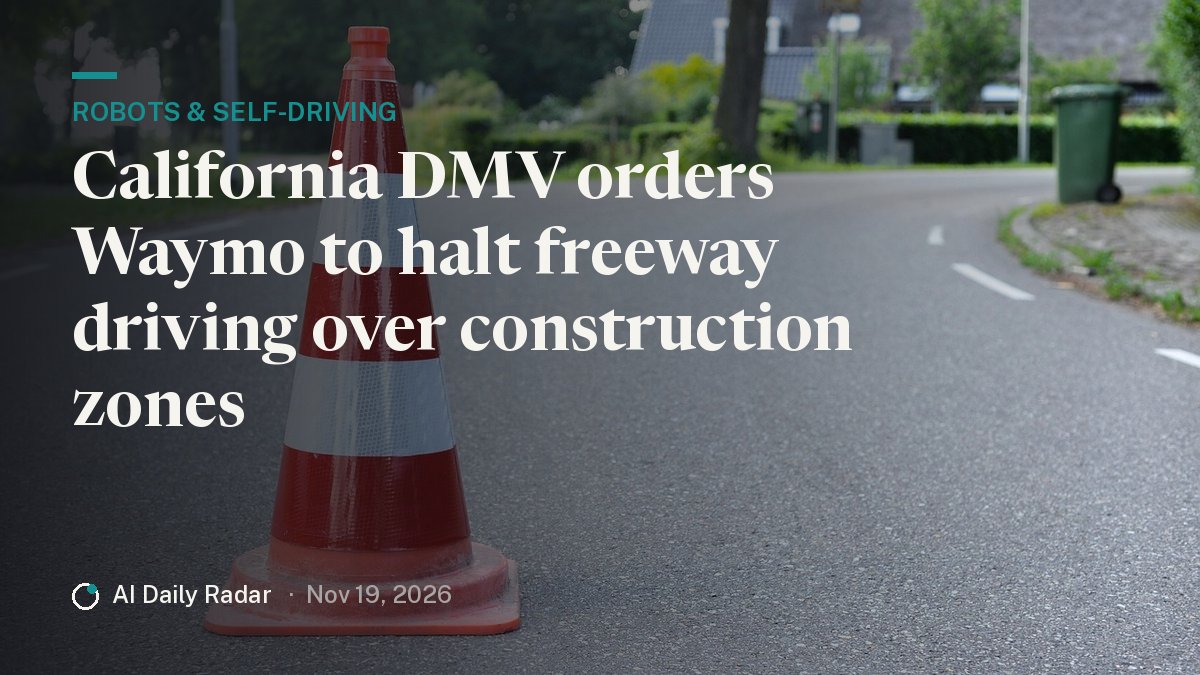 ROBOTS & SELF-DRIVING
California DMV orders
Waymo to halt freeway
driving over construction
zones
AI Daily Radar · Nov 19, 2026